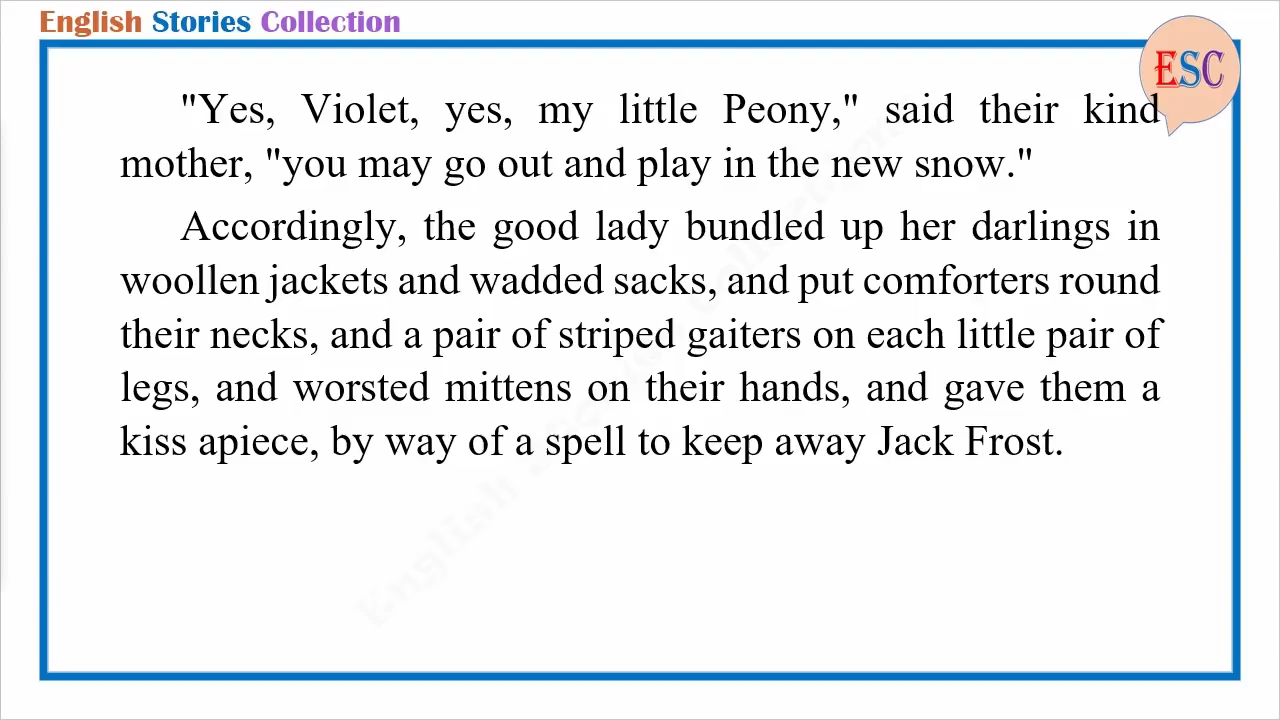 English Stories Collection
ESC
"Yes, Violet, yes, my little Peony," said their kind
mother, "you may go out and play in the new snow."
Accordingly, the good lady bundled up her darlings in
woollen jackets and wadded sacks, and put comforters round
their necks, and a pair of striped gaiters on each little pair of
legs, and worsted mittens on their hands, and gave them a
kiss apiece, by way of a spell to keep away Jack Frost.
English